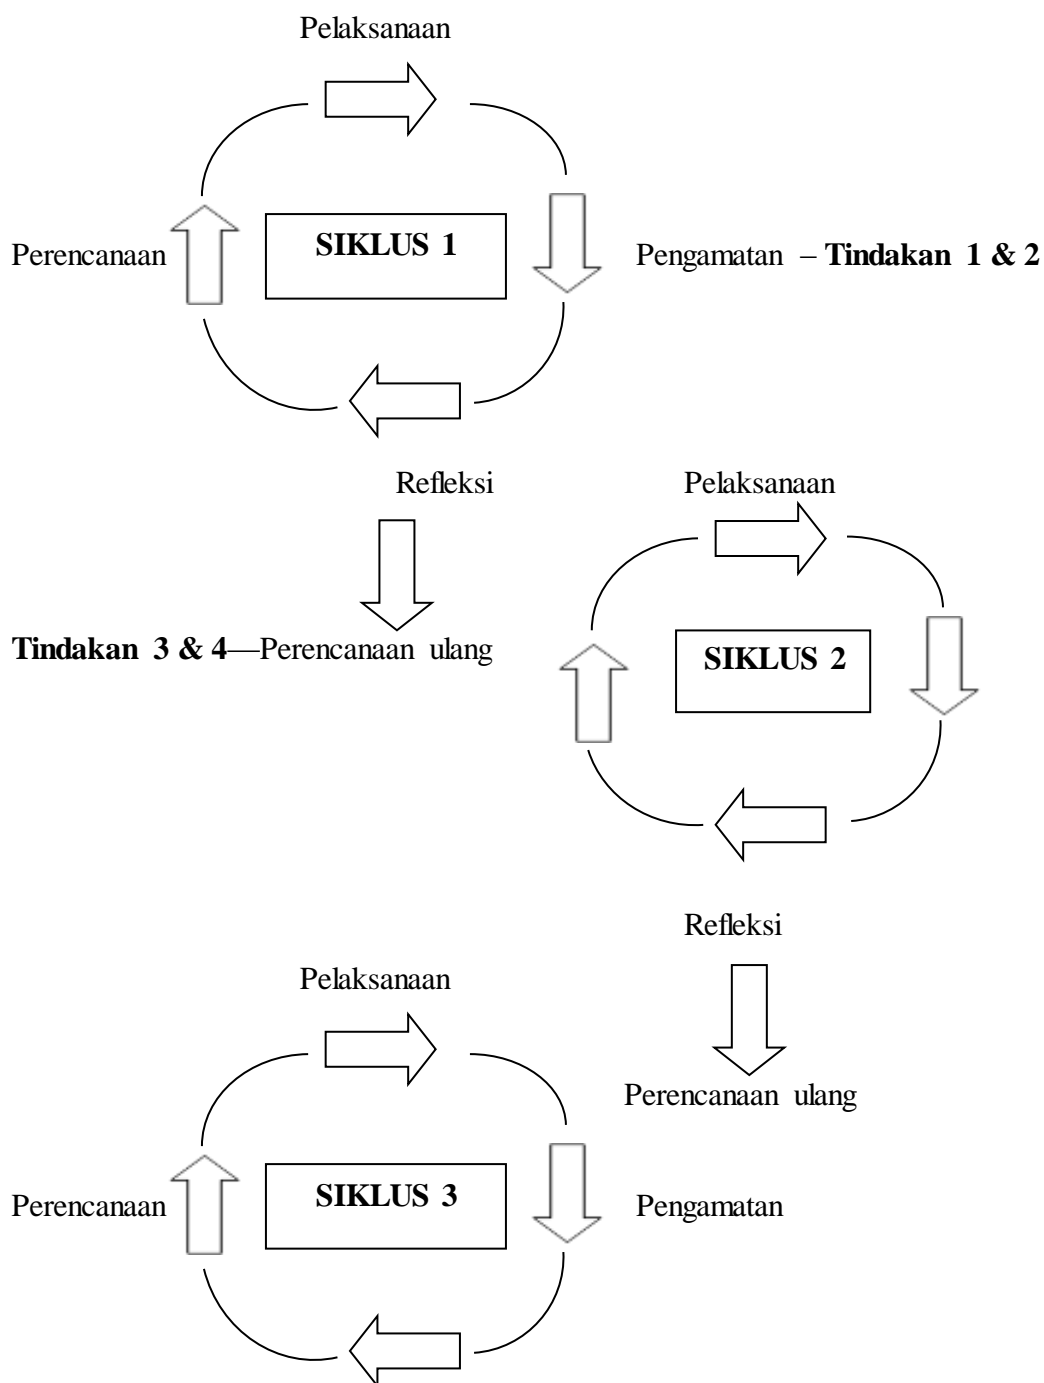 Pelaksanaan
SIKLUS 1
Perencanaan
Pengamatan – Tindakan 1 & 2
Refleksi
Pelaksanaan
Tindakan 3 & 4—Perencanaan ulang
SIKLUS 2
Refleksi
Pelaksanaan
Perencanaan ulang
SIKLUS 3
Perencanaan
Pengamatan